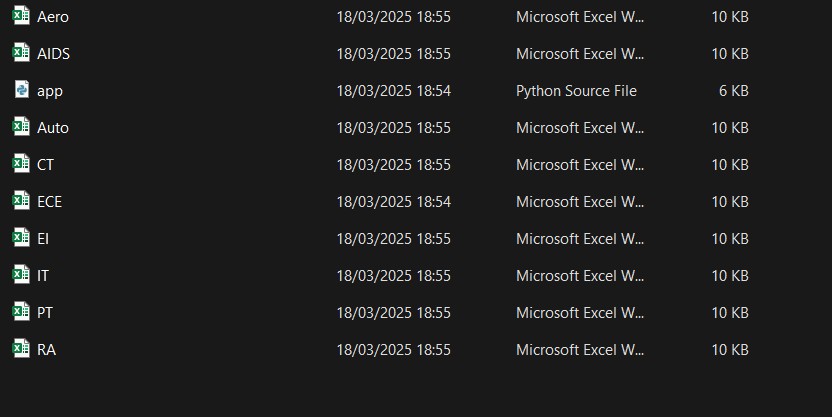 Aero 18/03/2025 18:55 Microsoft Excel W... 10 KB
AIDS 18/03/2025 18:55 Microsoft Excel W... 10 KB
app 18/03/2025 18:54 Python Source File 6 KB
Auto 18/03/2025 18:55 Microsoft Excel W... 10 KB
CT 18/03/2025 18:55 Microsoft Excel W... 10 KB
ECE 18/03/2025 18:54 Microsoft Excel W... 10 KB
EI 18/03/2025 18:55 Microsoft Excel W... 10 KB
IT 18/03/2025 18:55 Microsoft Excel W... 10 KB
PT 18/03/2025 18:55 Microsoft Excel W... 10 KB
RA 18/03/2025 18:55 Microsoft Excel W... 10 KB